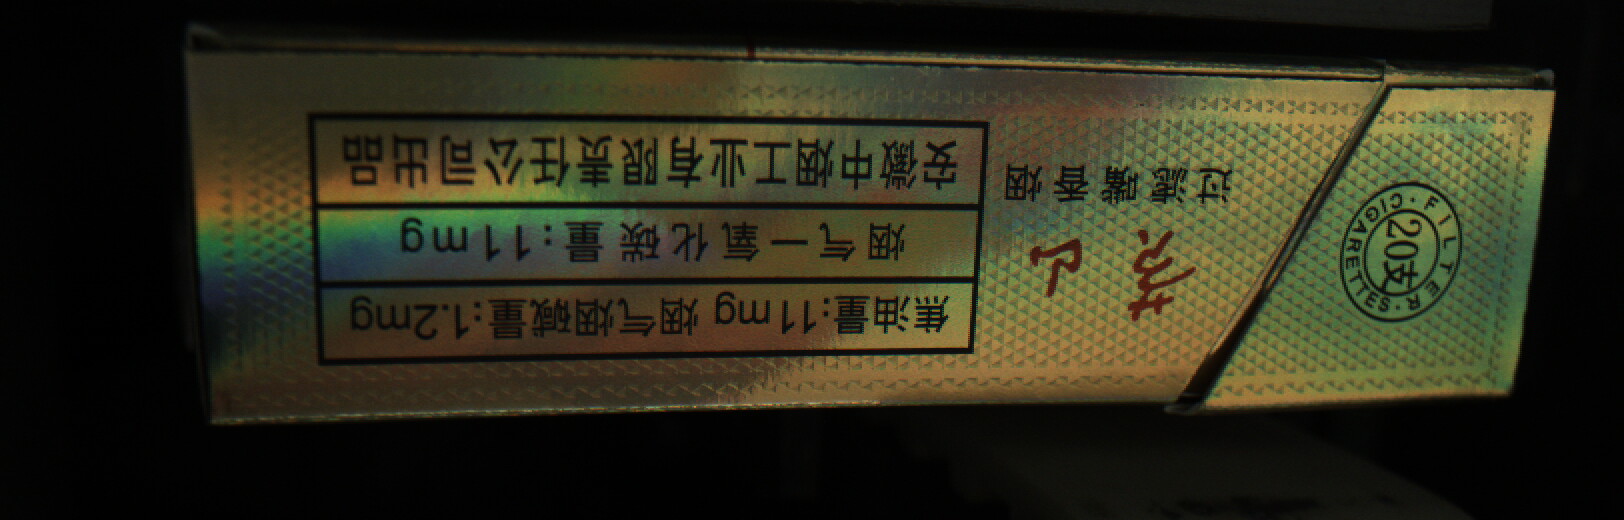 FILTER·CIGARETTES·
20支
黄山
过滤嘴香烟
焦油量:11mg 烟气烟碱量:1.2mg
烟气一氧化碳量:11mg
安徽中烟工业有限责任公司出品